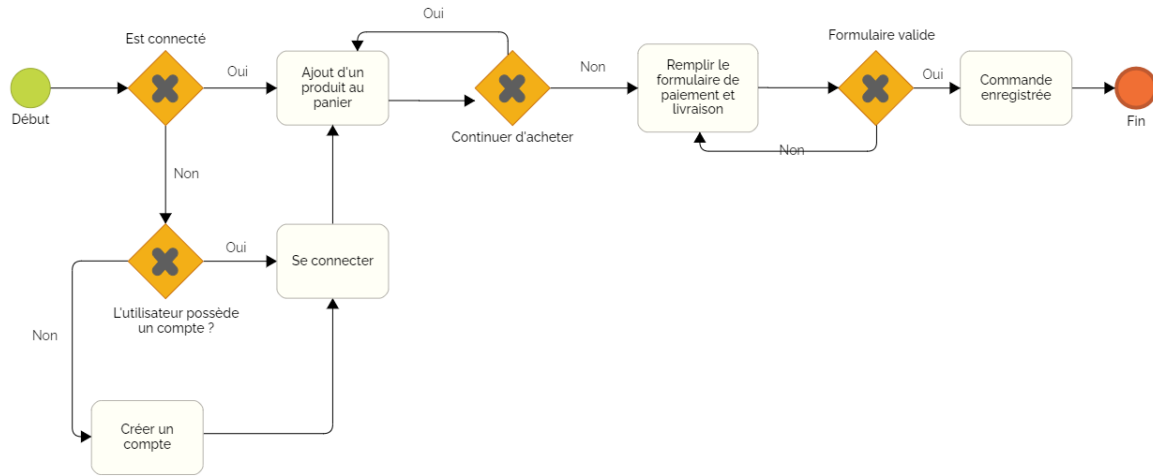 Oui
Est connecté
Formulaire valide
Oui
Ajout d'un
produit au
panier
Non
Remplir le
formulaire de
paiement et
livraison
Oui
Commande
enregistrée
Début
Continuer d'acheter
Fin
Non
Non
Oui
Se connecter
L'utilisateur possède
un compte ?
Non
Créer un
compte